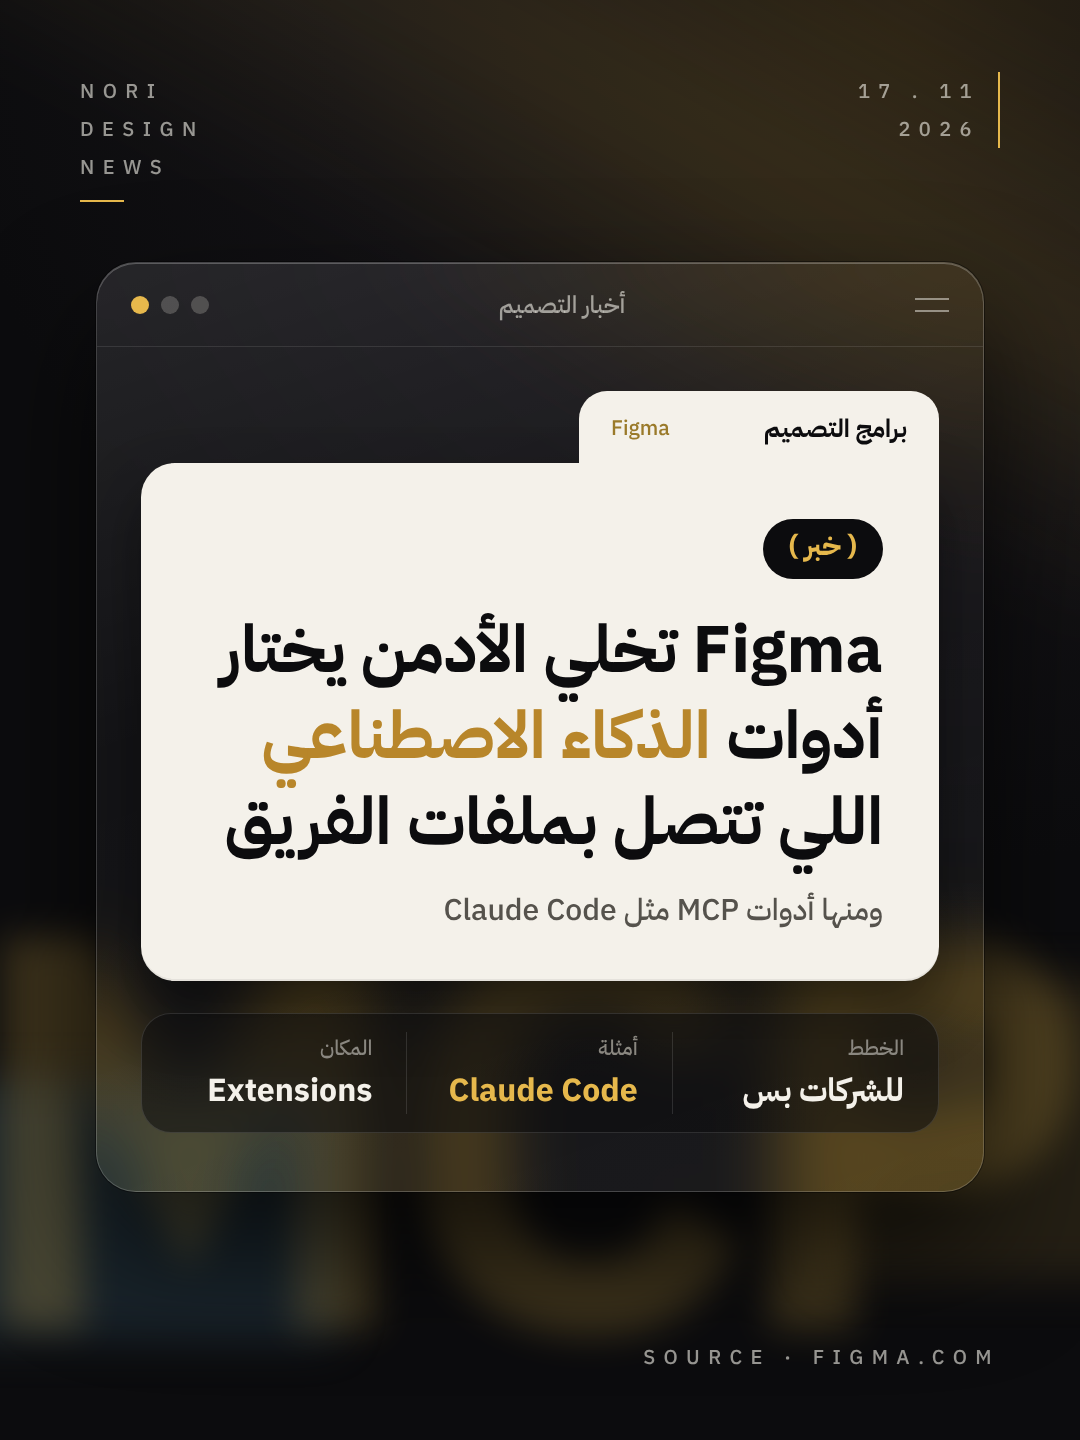 NORI
DESIGN
NEWS
17 . 11
2026
أخبار التصميم
برامج التصميم
Figma
( خبر )
Figma تخلي الأدمن يختار
أدوات الذكاء الاصطناعي
اللي تتصل بملفات الفريق
ومنها أدوات MCP مثل Claude Code
الخطط
للشركات بس
أمثلة
Claude Code
المكان
Extensions
MCP
SOURCE · FIGMA.COM